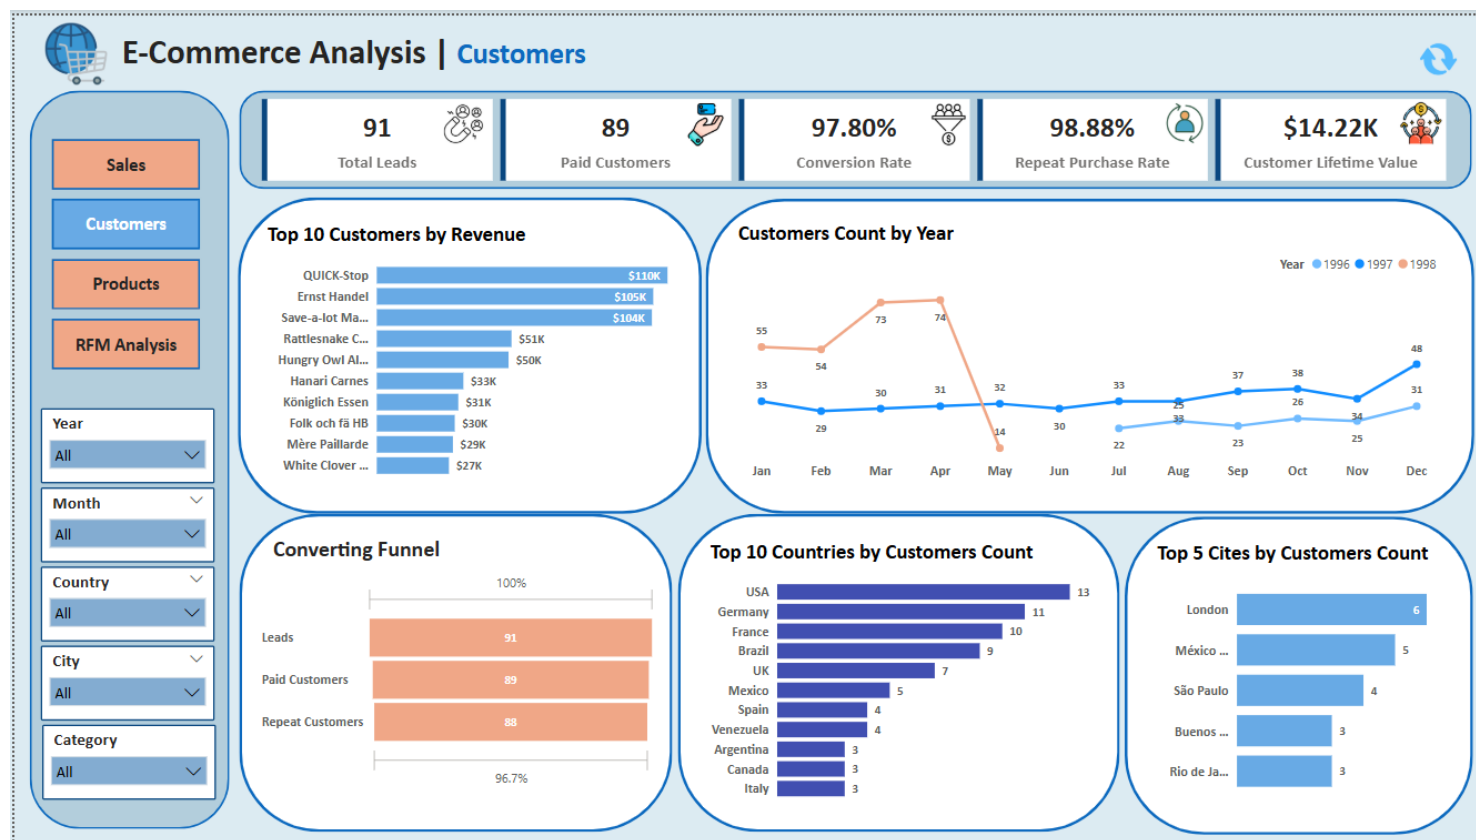 E-Commerce Analysis | Customers
91
Total Leads
89
Paid Customers
97.80%
Conversion Rate
98.88%
Repeat Purchase Rate
$14.22K
Customer Lifetime Value
Sales
Customers
Products
RFM Analysis
Year
All
Month
All
Country
All
City
All
Category
All
Top 10 Customers by Revenue
QUICK-Stop $110K
Ernst Handel $105K
Save-a-lot Ma... $104K
Rattlesnake C... $51K
Hungry Owl Al... $50K
Hanari Carnes $33K
Königlich Essen $31K
Folk och fä HB $30K
Mère Paillarde $29K
White Clover ... $27K
Customers Count by Year
Year 1996 1997 1998
55 54 73 74 14
33 29 30 31 32 30 33 33 37 38 34 48
22 25 23 26 25 31
Jan Feb Mar Apr May Jun Jul Aug Sep Oct Nov Dec
Converting Funnel
100%
Leads 91
Paid Customers 89
Repeat Customers 88
96.7%
Top 10 Countries by Customers Count
USA 13
Germany 11
France 10
Brazil 9
UK 7
Mexico 5
Spain 4
Venezuela 4
Argentina 3
Canada 3
Italy 3
Top 5 Cites by Customers Count
London 6
México ... 5
São Paulo 4
Buenos ... 3
Rio de Ja... 3